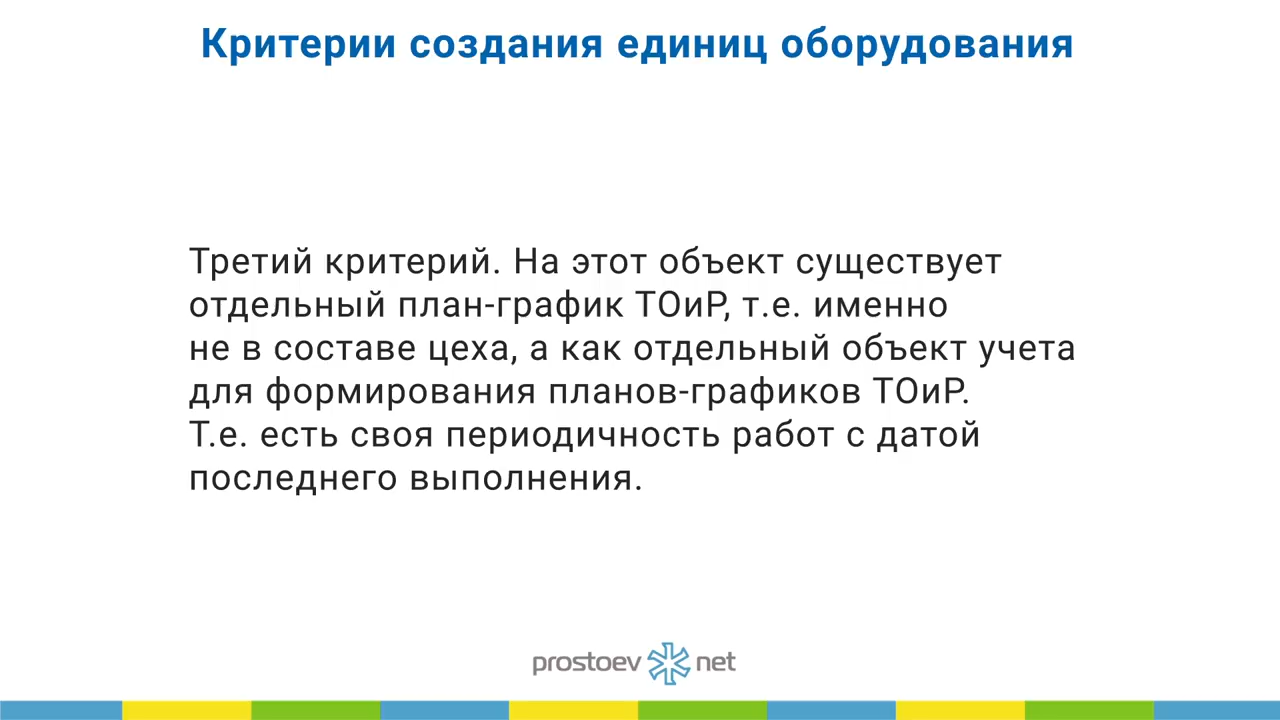 Критерии создания единиц оборудования
Третий критерий. На этот объект существует
отдельный план-график ТОиР, т.е. именно
не в составе цеха, а как отдельный объект учета
для формирования планов-графиков ТОиР.
Т.е. есть своя периодичность работ с датой
последнего выполнения.
prostoev net